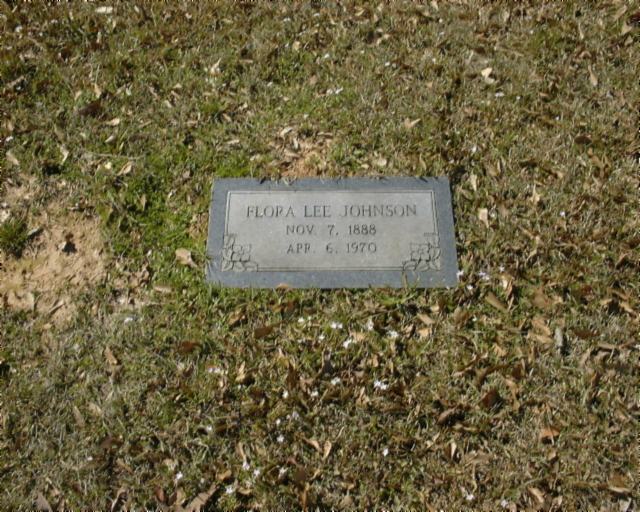 FLORA LEE JOHNSON
NOV. 7, 1888
APR. 6, 1970